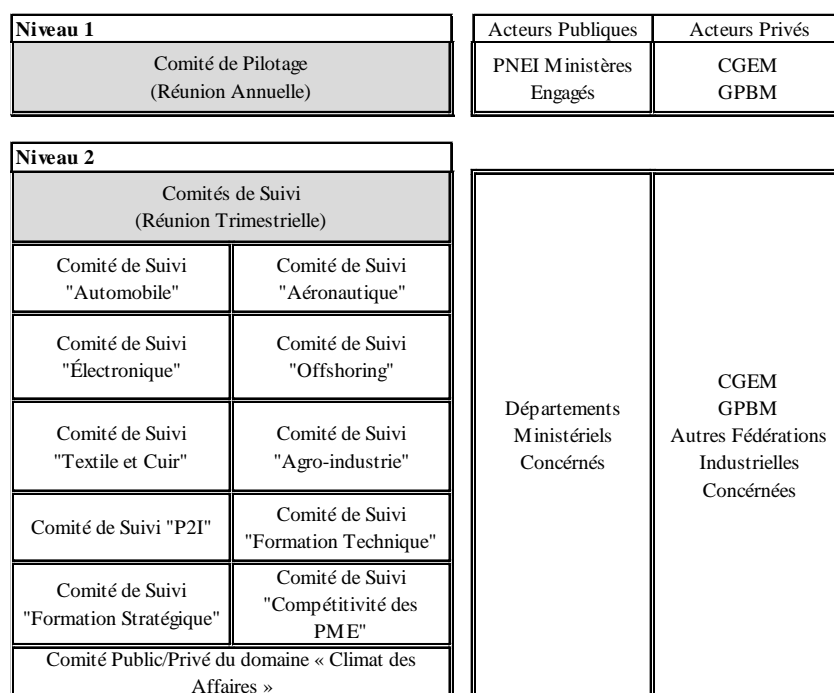 Niveau 1
Acteurs Publiques
Acteurs Privés
Comité de Pilotage
(Réunion Annuelle)
PNEI Ministères
Engagés
CGEM
GPBM
Niveau 2
Comités de Suivi
(Réunion Trimestrielle)
Comité de Suivi
"Automobile"
Comité de Suivi
"Aéronautique"
Comité de Suivi
"Électronique"
Comité de Suivi
"Offshoring"
Comité de Suivi
"Textile et Cuir"
Comité de Suivi
"Agro-industrie"
Comité de Suivi "P2I"
Comité de Suivi
"Formation Technique"
Comité de Suivi
"Formation Stratégique"
Comité de Suivi
"Compétitivité des
PME"
Comité Public/Privé du domaine « Climat des
Affaires »
Départements
Ministériels
Concérnés
CGEM
GPBM
Autres Fédérations
Industrielles
Concérnées